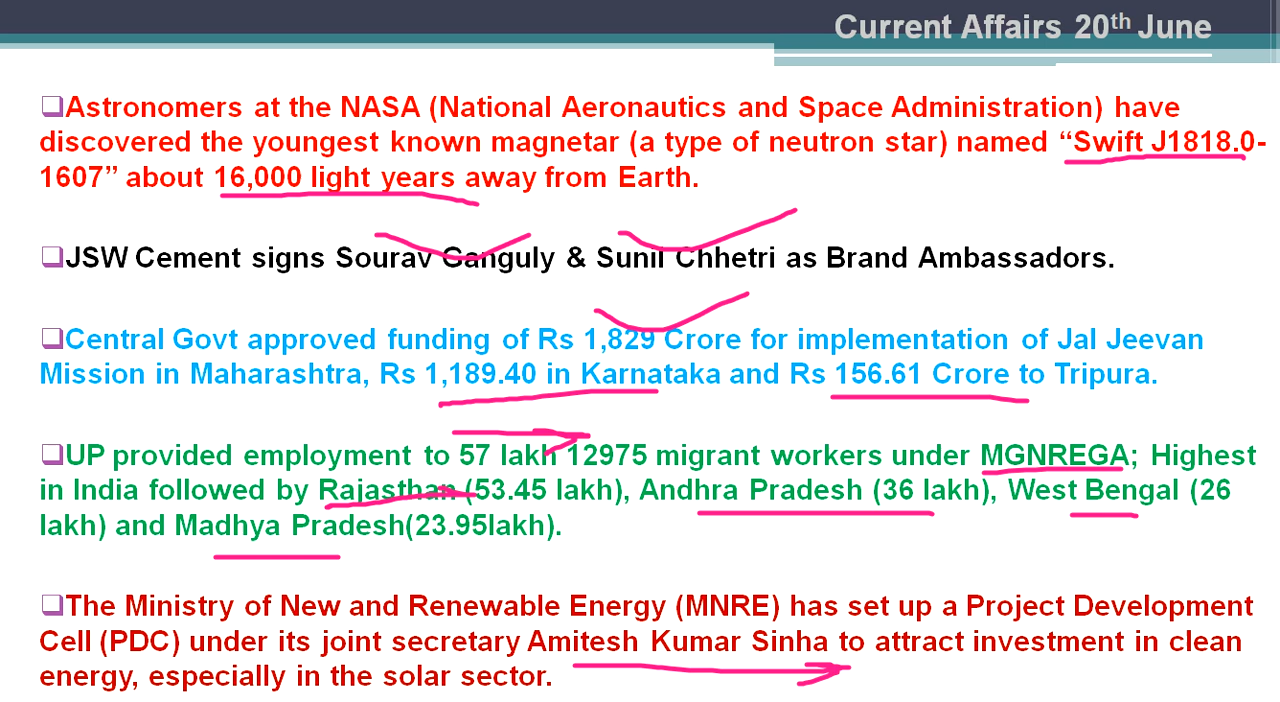 Current Affairs 20th June
❑Astronomers at the NASA (National Aeronautics and Space Administration) have
discovered the youngest known magnetar (a type of neutron star) named “Swift J1818.0-
1607” about 16,000 light years away from Earth.
❑JSW Cement signs Sourav Ganguly & Sunil Chhetri as Brand Ambassadors.
❑Central Govt approved funding of Rs 1,829 Crore for implementation of Jal Jeevan
Mission in Maharashtra, Rs 1,189.40 in Karnataka and Rs 156.61 Crore to Tripura.
❑UP provided employment to 57 lakh 12975 migrant workers under MGNREGA; Highest
in India followed by Rajasthan (53.45 lakh), Andhra Pradesh (36 lakh), West Bengal (26
lakh) and Madhya Pradesh(23.95lakh).
❑The Ministry of New and Renewable Energy (MNRE) has set up a Project Development
Cell (PDC) under its joint secretary Amitesh Kumar Sinha to attract investment in clean
energy, especially in the solar sector.